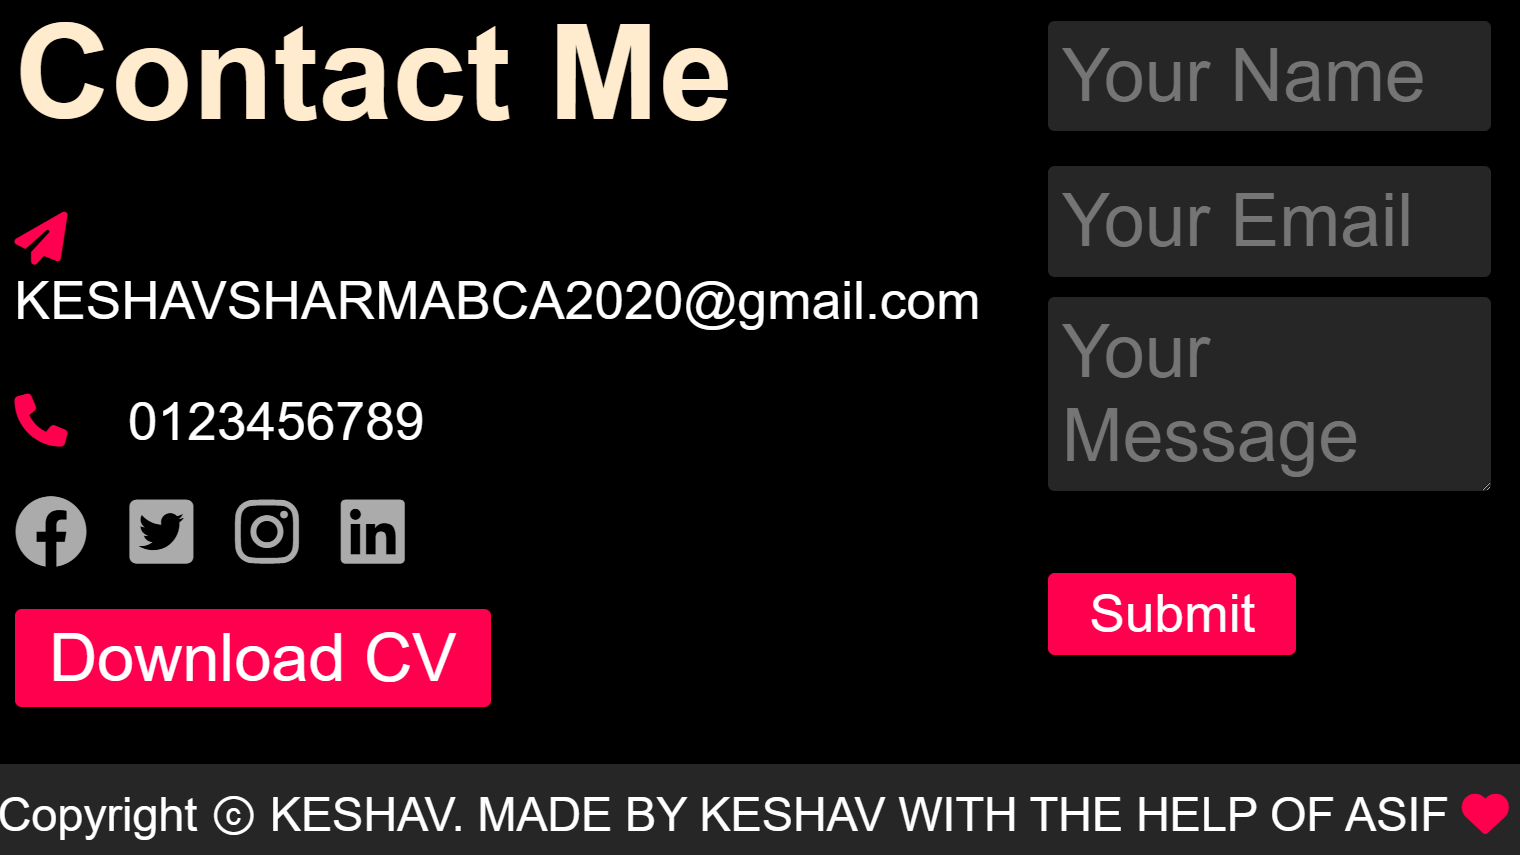 Contact Me
KESHAVSHARMABCA2020@gmail.com
0123456789
Download CV
Your Name
Your Email
Your
Message
Submit
Copyright © KESHAV. MADE BY KESHAV WITH THE HELP OF ASIF